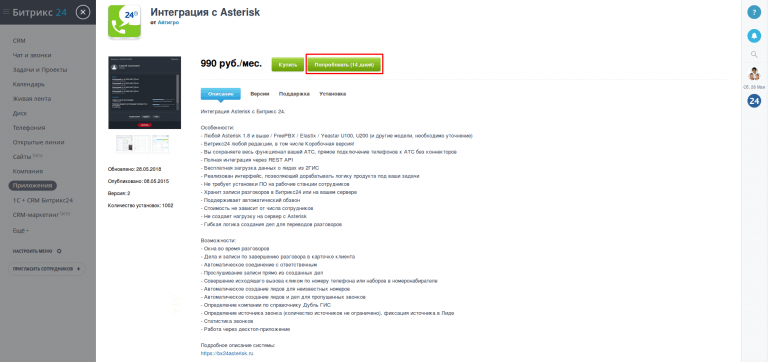 Битрикс 24
CRM
Чат и звонки
Задачи и Проекты
Календарь
Живая лента
Диск
Телефония
Открытые линии
Сайты beta
Компания
Приложения
1С + CRM Битрикс24
CRM-маркетинг beta
Ещё
НАСТРОИТЬ МЕНЮ
ПРИГЛАСИТЬ СОТРУДНИКОВ
24
Интеграция с Asterisk
от Айтигро
990 руб./мес.
Купить
Попробовать (14 дней)
Обновлено: 28.05.2018
Опубликовано: 08.05.2015
Версия: 2
Количество установок: 1002
Описание
Версии
Поддержка
Установка
Интеграция Asterisk с Битрикс 24.
Особенности:
- Любой Asterisk 1.8 и выше / FreePBX / Elastix / Yeastar U100, U200 (и другие модели, необходимо уточнение)
- Битрикс24 любой редакции, в том числе Коробочная версия!
- Вы сохраняете весь функционал вашей АТС, прямое подключение телефонов к АТС без коннекторов
- Полная интеграция через REST API
- Бесплатная загрузка данных о лидах из 2ГИС
- Реализован интерфейс, позволяющий дорабатывать логику продукта под ваши задачи
- Не требует установки ПО на рабочие станции сотрудников
- Хранит записи разговоров в Битрикс24 или на вашем сервере
- Поддерживает автоматический обзвон
- Стоимость не зависит от числа сотрудников
- Не создает нагрузку на сервер с Asterisk
- Гибкая логика создания дел для переводов разговоров
Возможности:
- Окна во время разговоров
- Дела и записи по завершению разговора в карточке клиента
- Автоматическое соединение с ответственным
- Прослушивание записи прямо из созданных дел
- Совершение исходящего вызова кликом по номеру телефона или наборов в номеронабирателе
- Автоматическое создание лидов для неизвестных номеров
- Автоматическое создание лидов и дел для пропущенных звонков
- Определение компании по справочнику Дубль ГИС
- Определение источника звонка (количество источников не ограничено), фиксация источника в Лиде
- Статистика звонков
- Работа через десктоп-приложение
Подробное описание системы:
https://bx24asterisk.ru
?
Сб, 26 Мая
24